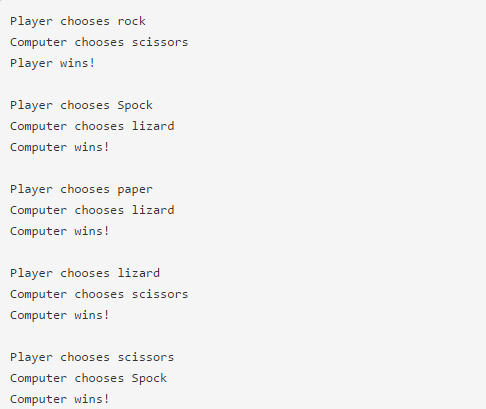 Player chooses rock
Computer chooses scissors
Player wins!
Player chooses Spock
Computer chooses lizard
Computer wins!
Player chooses paper
Computer chooses lizard
Computer wins!
Player chooses lizard
Computer chooses scissors
Computer wins!
Player chooses scissors
Computer chooses Spock
Computer wins!